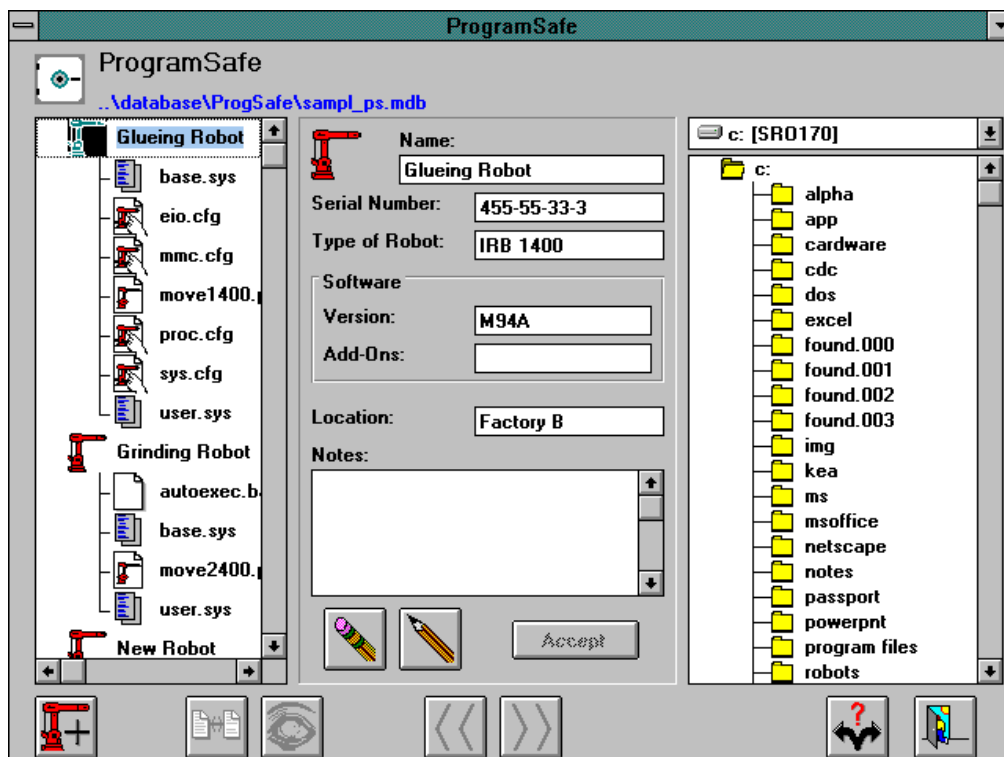 ProgramSafe
ProgramSafe
..\database\ProgSafe\sampl_ps.mdb
Glueing Robot
base.sys
eio.cfg
mmc.cfg
move1400.
proc.cfg
sys.cfg
user.sys
Grinding Robot
autoexec.b
base.sys
move2400.
user.sys
New Robot
Name:
Glueing Robot
Serial Number:
455-55-33-3
Type of Robot:
IRB 1400
Software
Version:
M94A
Add-Ons:
Location:
Factory B
Notes:
Accept
c: [SRO170]
c:
alpha
app
cardware
cdc
dos
excel
found.000
found.001
found.002
found.003
img
kea
ms
msoffice
netscape
notes
passport
powerpnt
program files
robots